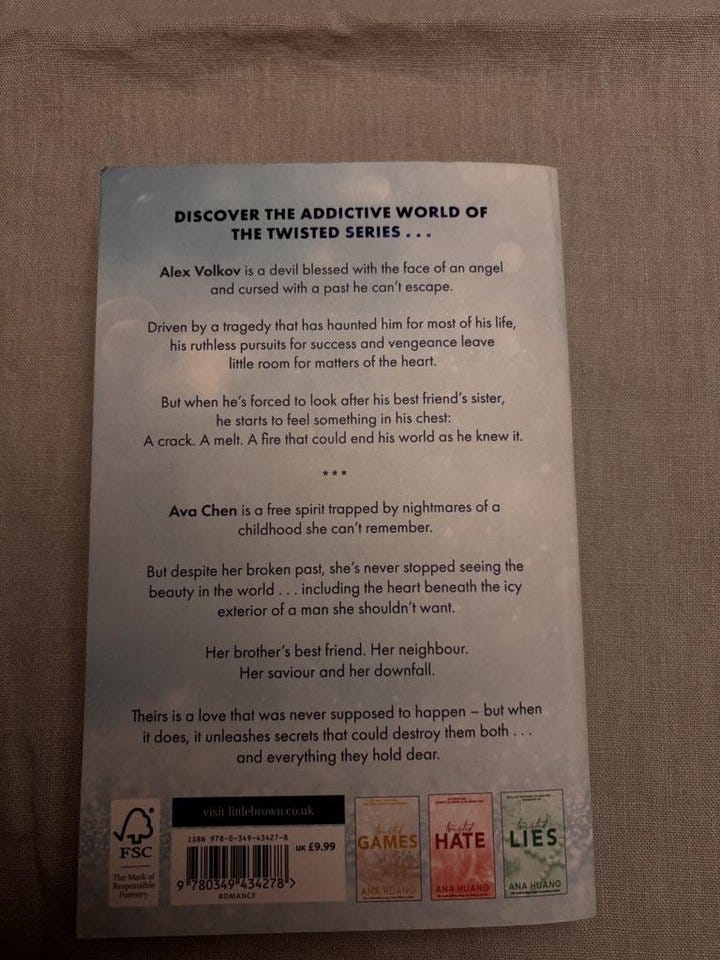 DISCOVER THE ADDICTIVE WORLD OF
THE TWISTED SERIES . . .
Alex Volkov is a devil blessed with the face of an angel
and cursed with a past he can’t escape.
Driven by a tragedy that has haunted him for most of his life,
his ruthless pursuits for success and vengeance leave
little room for matters of the heart.
But when he’s forced to look after his best friend’s sister,
he starts to feel something in his chest:
A crack. A melt. A fire that could end his world as he knew it.
***
Ava Chen is a free spirit trapped by nightmares of a
childhood she can’t remember.
But despite her broken past, she’s never stopped seeing the
beauty in the world . . . including the heart beneath the icy
exterior of a man she shouldn’t want.
Her brother’s best friend. Her neighbour.
Her saviour and her downfall.
Theirs is a love that was never supposed to happen – but when
it does, it unleashes secrets that could destroy them both . . .
and everything they hold dear.
FSC
The Mark of
Responsible
Forestry
visit littlebrown.co.uk
ISBN 978-0-349-43427-8
UK £9.99
9 780349 434278 >
ROMANCE
twisted
GAMES
ANA HUANG
twisted
HATE
ANA HUANG
twisted
LIES
ANA HUANG